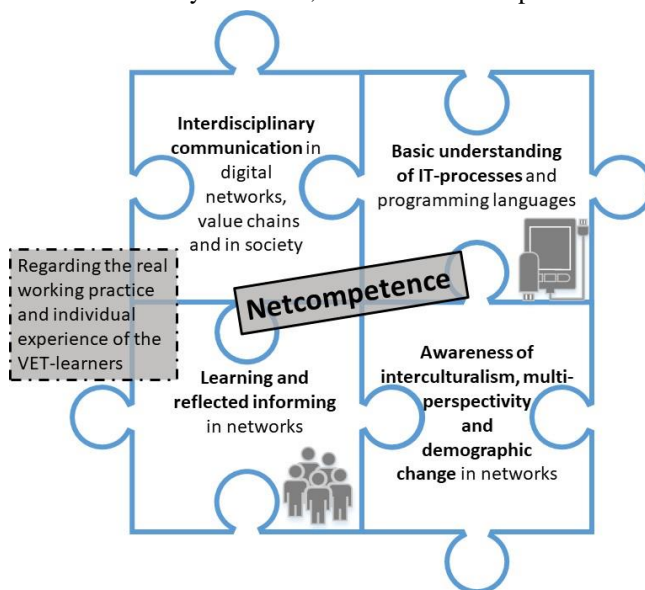 Interdisciplinary
communication in
digital
networks,
value chains
and in society
Basic understanding
of IT-processes and
programming languages
Regarding the real
working practice
and individual
experience of the
VET-learners
Netcompetence
Learning and
reflected informing
in networks
Awareness of
interculturalism, multi-
perspectivity
and
demographic
change in networks